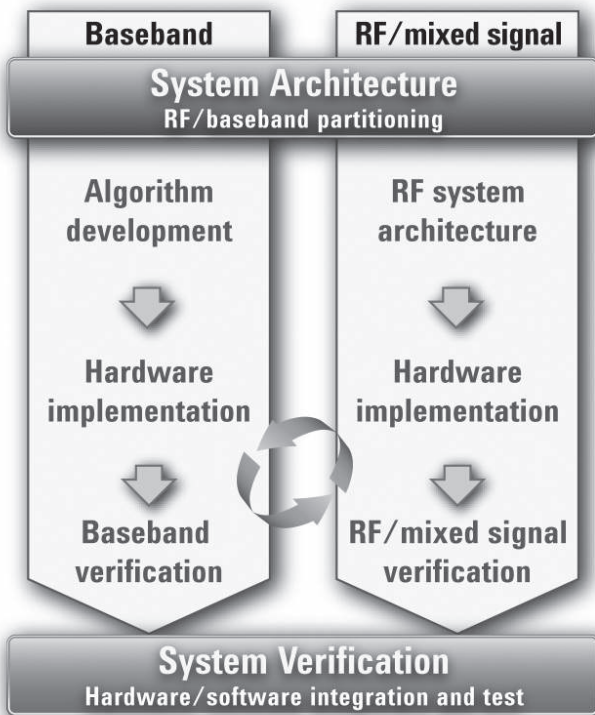 Baseband
RF/mixed signal
System Architecture
RF/baseband partitioning
Algorithm
development
Hardware
implementation
Baseband
verification
RF system
architecture
Hardware
implementation
RF/mixed signal
verification
System Verification
Hardware/software integration and test